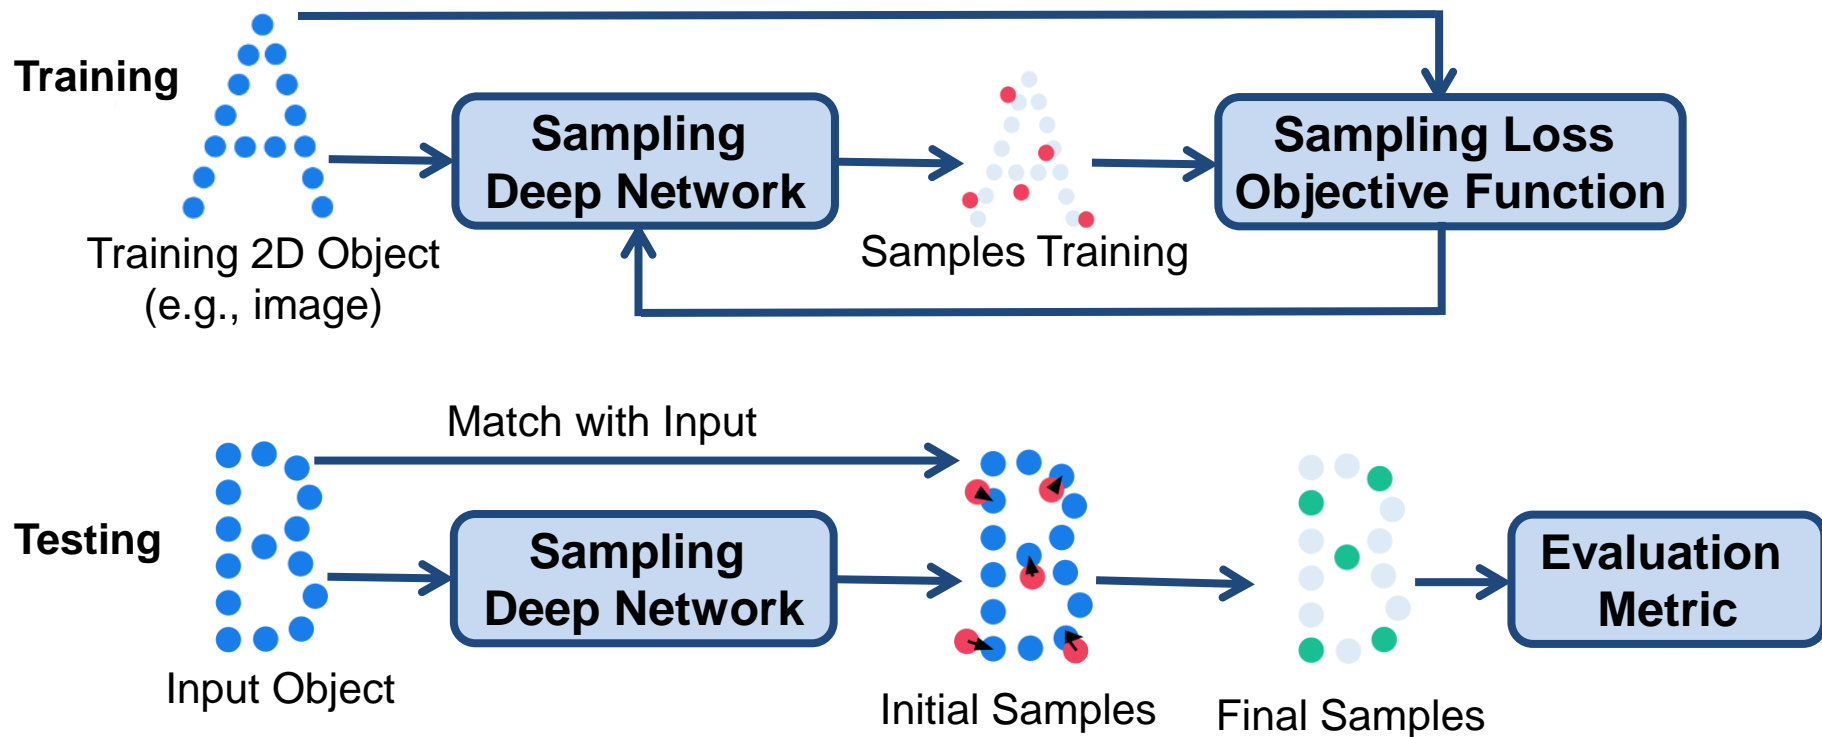 Training
Sampling
Deep Network
Sampling Loss
Objective Function
Training 2D Object
(e.g., image)
Samples Training
Match with Input
Testing
Sampling
Deep Network
Evaluation
Metric
Input Object
Initial Samples
Final Samples